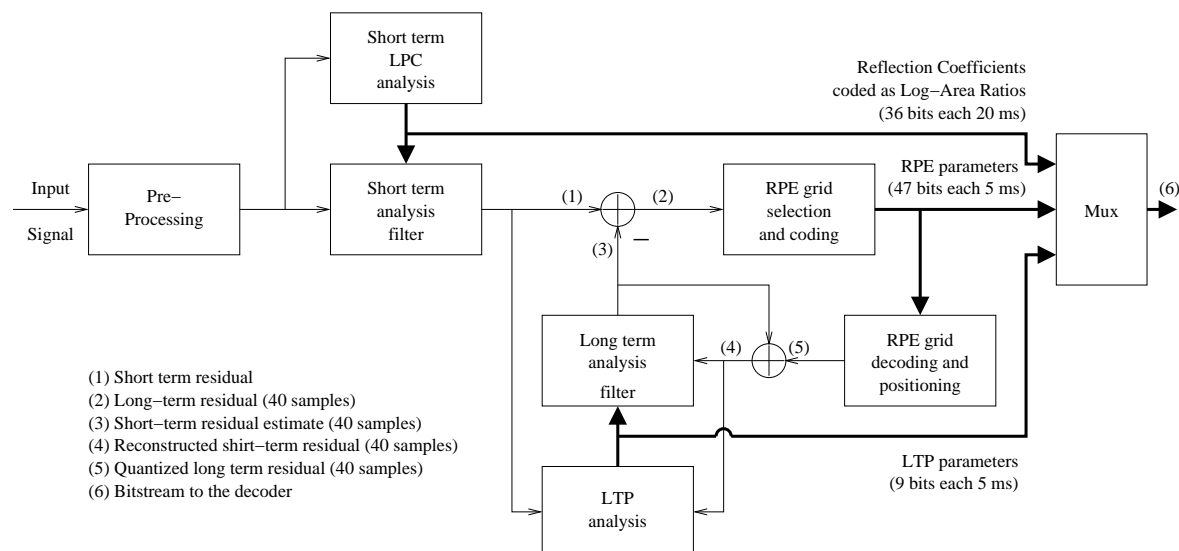 Short term
LPC
analysis
Reflection Coefficients
coded as Log−Area Ratios
(36 bits each 20 ms)
Input
Signal
Pre−
Processing
Short term
analysis
filter
(1)
(2)
(3)
−
RPE grid
selection
and coding
RPE parameters
(47 bits each 5 ms)
Mux
(6)
Long term
analysis
filter
(4)
(5)
RPE grid
decoding and
positioning
LTP parameters
(9 bits each 5 ms)
LTP
analysis
(1) Short term residual
(2) Long−term residual (40 samples)
(3) Short−term residual estimate (40 samples)
(4) Reconstructed shirt−term residual (40 samples)
(5) Quantized long term residual (40 samples)
(6) Bitstream to the decoder